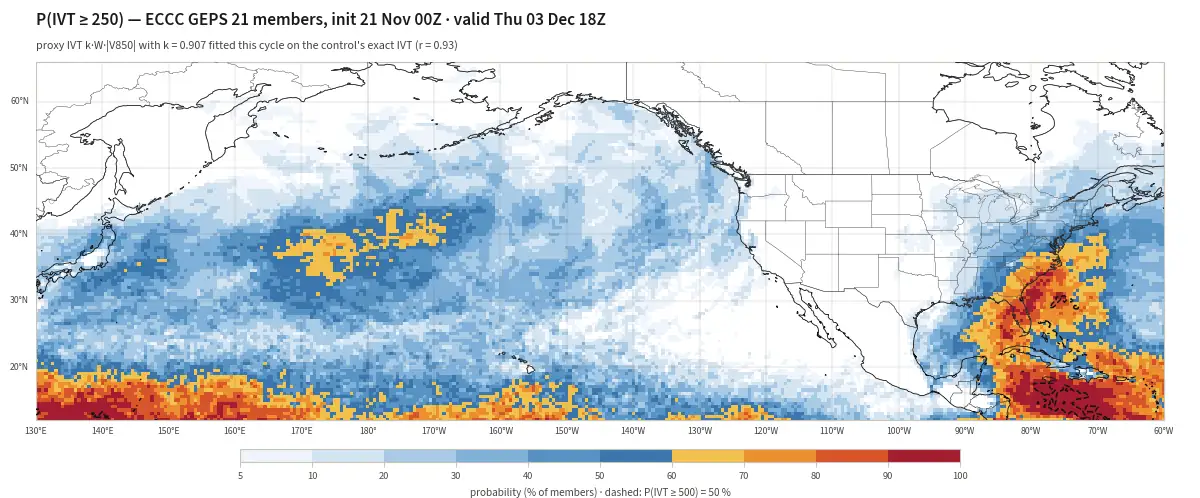 P(IVT ≥ 250) — ECCC GEPS 21 members, init 21 Nov 00Z · valid Thu 03 Dec 18Z
proxy IVT k·W·|V850| with k = 0.907 fitted this cycle on the control's exact IVT (r = 0.93)
60°N
50°N
40°N
30°N
20°N
130°E 140°E 150°E 160°E 170°E 180° 170°W 160°W 150°W 140°W 130°W 120°W 110°W 100°W 90°W 80°W 70°W 60°W
5 10 20 30 40 50 60 70 80 90 100
probability (% of members) · dashed: P(IVT ≥ 500) = 50 %